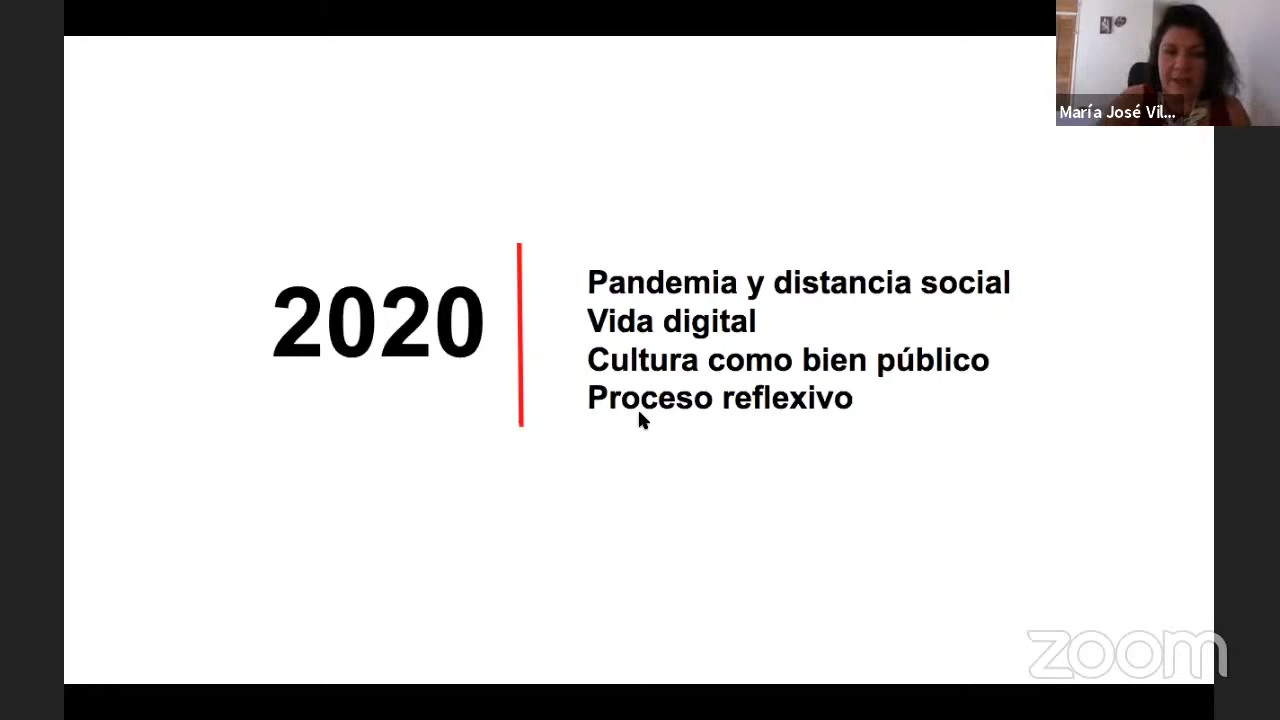 María José Vil...
2020
Pandemia y distancia social
Vida digital
Cultura como bien público
Proceso reflexivo
zoom